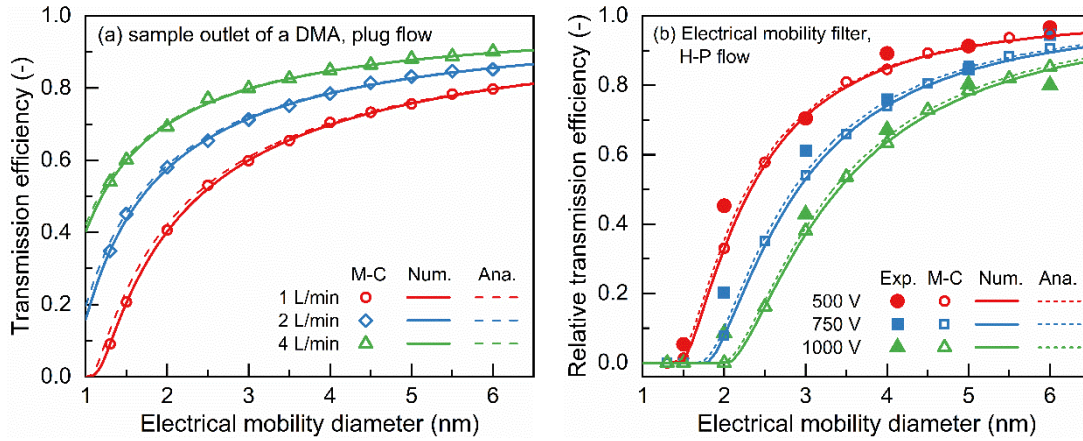 (a) sample outlet of a DMA, plug flow
Transmission efficiency (-)
1.0
0.8
0.6
0.4
0.2
0.0
M-C Num. Ana.
1 L/min
2 L/min
4 L/min
1 2 3 4 5 6
Electrical mobility diameter (nm)
(b) Electrical mobility filter,
H-P flow
Relative transmission efficiency (-)
1.0
0.8
0.6
0.4
0.2
0.0
Exp. M-C Num. Ana.
500 V
750 V
1000 V
1 2 3 4 5 6
Electrical mobility diameter (nm)